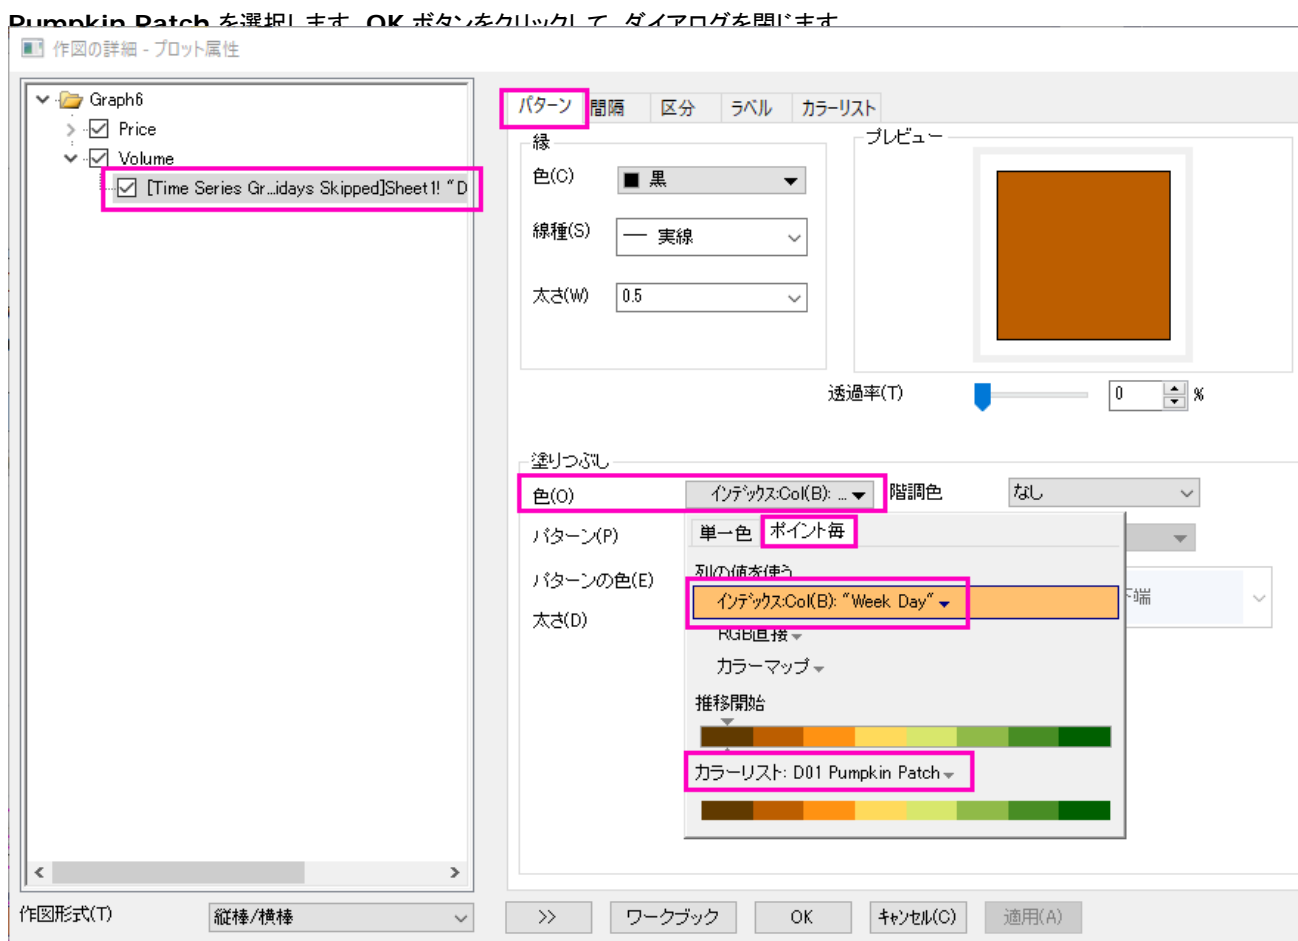 Pumpkin Patch を選択します。OK ボタンをクリックして、ダイアログを閉じます
作図の詳細 - プロット属性
Graph6
Price
Volume
[Time Series Gr...idays Skipped]Sheet1! "D
パターン 間隔 区分 ラベル カラーリスト
縁
色(C) 黒
線種(S) 実線
太さ(W) 0.5
プレビュー
透過率(T) 0 %
塗りつぶし
色(O) インデックス:Col(B): ... 階調色 なし
パターン(P)
パターンの色(E)
太さ(D)
単一色 ポイント毎
列の値を使う
インデックス:Col(B): "Week Day"
下端
RGB直接
カラーマップ
推移開始
カラーリスト: D01 Pumpkin Patch
作図形式(T) 縦棒/横棒
>> ワークブック OK キャンセル(C) 適用(A)